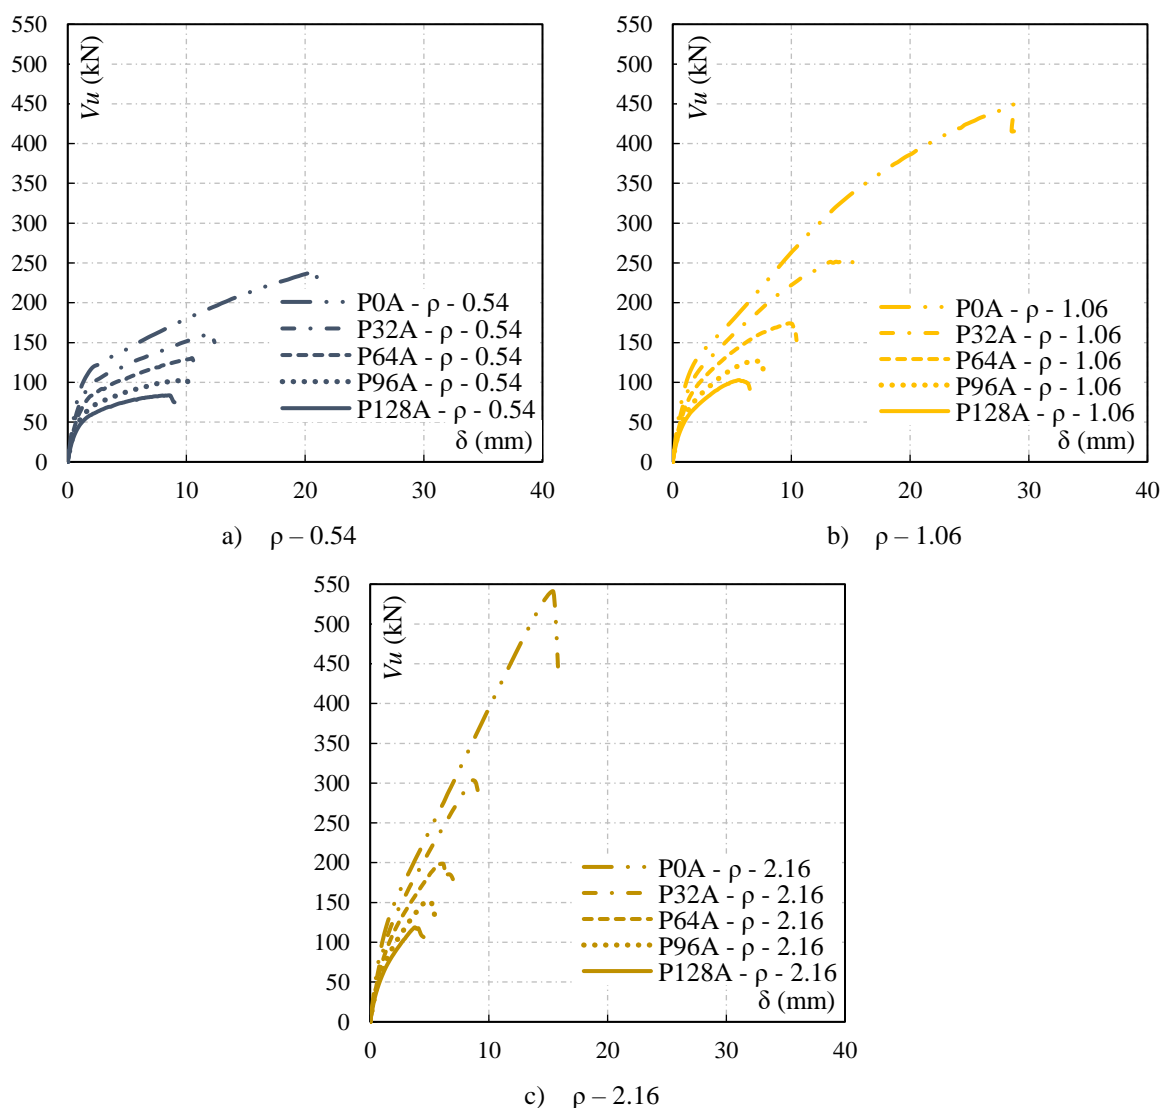 550
500
450
400
350
300
250
200
150
100
50
0
Vu (kN)
P0A - ρ - 0.54
P32A - ρ - 0.54
P64A - ρ - 0.54
P96A - ρ - 0.54
P128A - ρ - 0.54
δ (mm)
0 10 20 30 40
a) ρ – 0.54
550
500
450
400
350
300
250
200
150
100
50
0
Vu (kN)
P0A - ρ - 1.06
P32A - ρ - 1.06
P64A - ρ - 1.06
P96A - ρ - 1.06
P128A - ρ - 1.06
δ (mm)
0 10 20 30 40
b) ρ – 1.06
550
500
450
400
350
300
250
200
150
100
50
0
Vu (kN)
P0A - ρ - 2.16
P32A - ρ - 2.16
P64A - ρ - 2.16
P96A - ρ - 2.16
P128A - ρ - 2.16
δ (mm)
0 10 20 30 40
c) ρ – 2.16